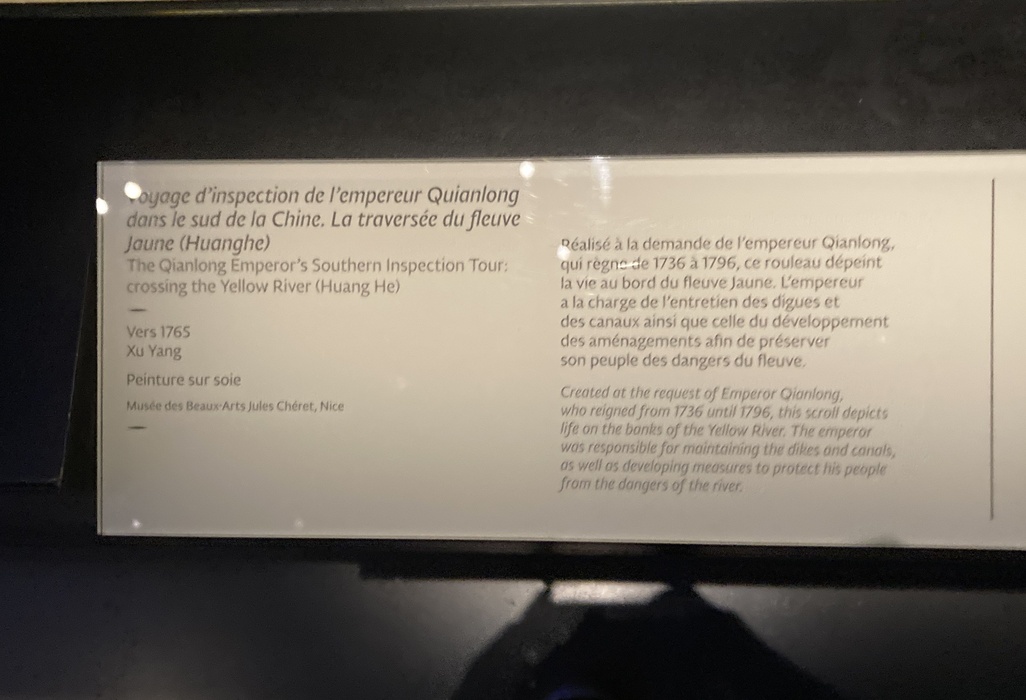 Voyage d'inspection de l'empereur Quianlong
dans le sud de la Chine. La traversée du fleuve
Jaune (Huanghe)
The Qianlong Emperor's Southern Inspection Tour:
crossing the Yellow River (Huang He)
Vers 1765
Xu Yang
Peinture sur soie
Musée des Beaux-Arts Jules Chéret, Nice
Réalisé à la demande de l'empereur Qianlong,
qui règne de 1736 à 1796, ce rouleau dépeint
la vie au bord du fleuve Jaune. L'empereur
a la charge de l'entretien des digues et
des canaux ainsi que celle du développement
des aménagements afin de préserver
son peuple des dangers du fleuve.
Created at the request of Emperor Qianlong,
who reigned from 1736 until 1796, this scroll depicts
life on the banks of the Yellow River. The emperor
was responsible for maintaining the dikes and canals,
as well as developing measures to protect his people
from the dangers of the river.